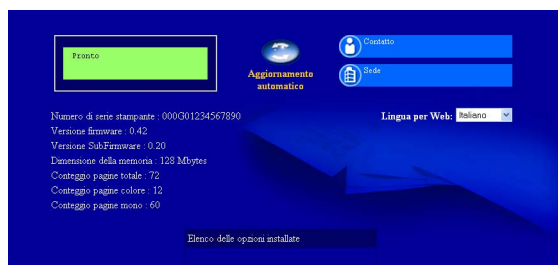 Pronto
Aggiornamento
automatico
Contatto
Sede
Numero di serie stampante : 000G01234567890
Lingua per Web: Italiano
Versione firmware : 0.42
Versione SubFirmware : 0.20
Dimensione della memoria : 128 Mbytes
Conteggio pagine totale : 72
Conteggio pagine colore : 12
Conteggio pagine mono : 60
Elenco delle opzioni installate